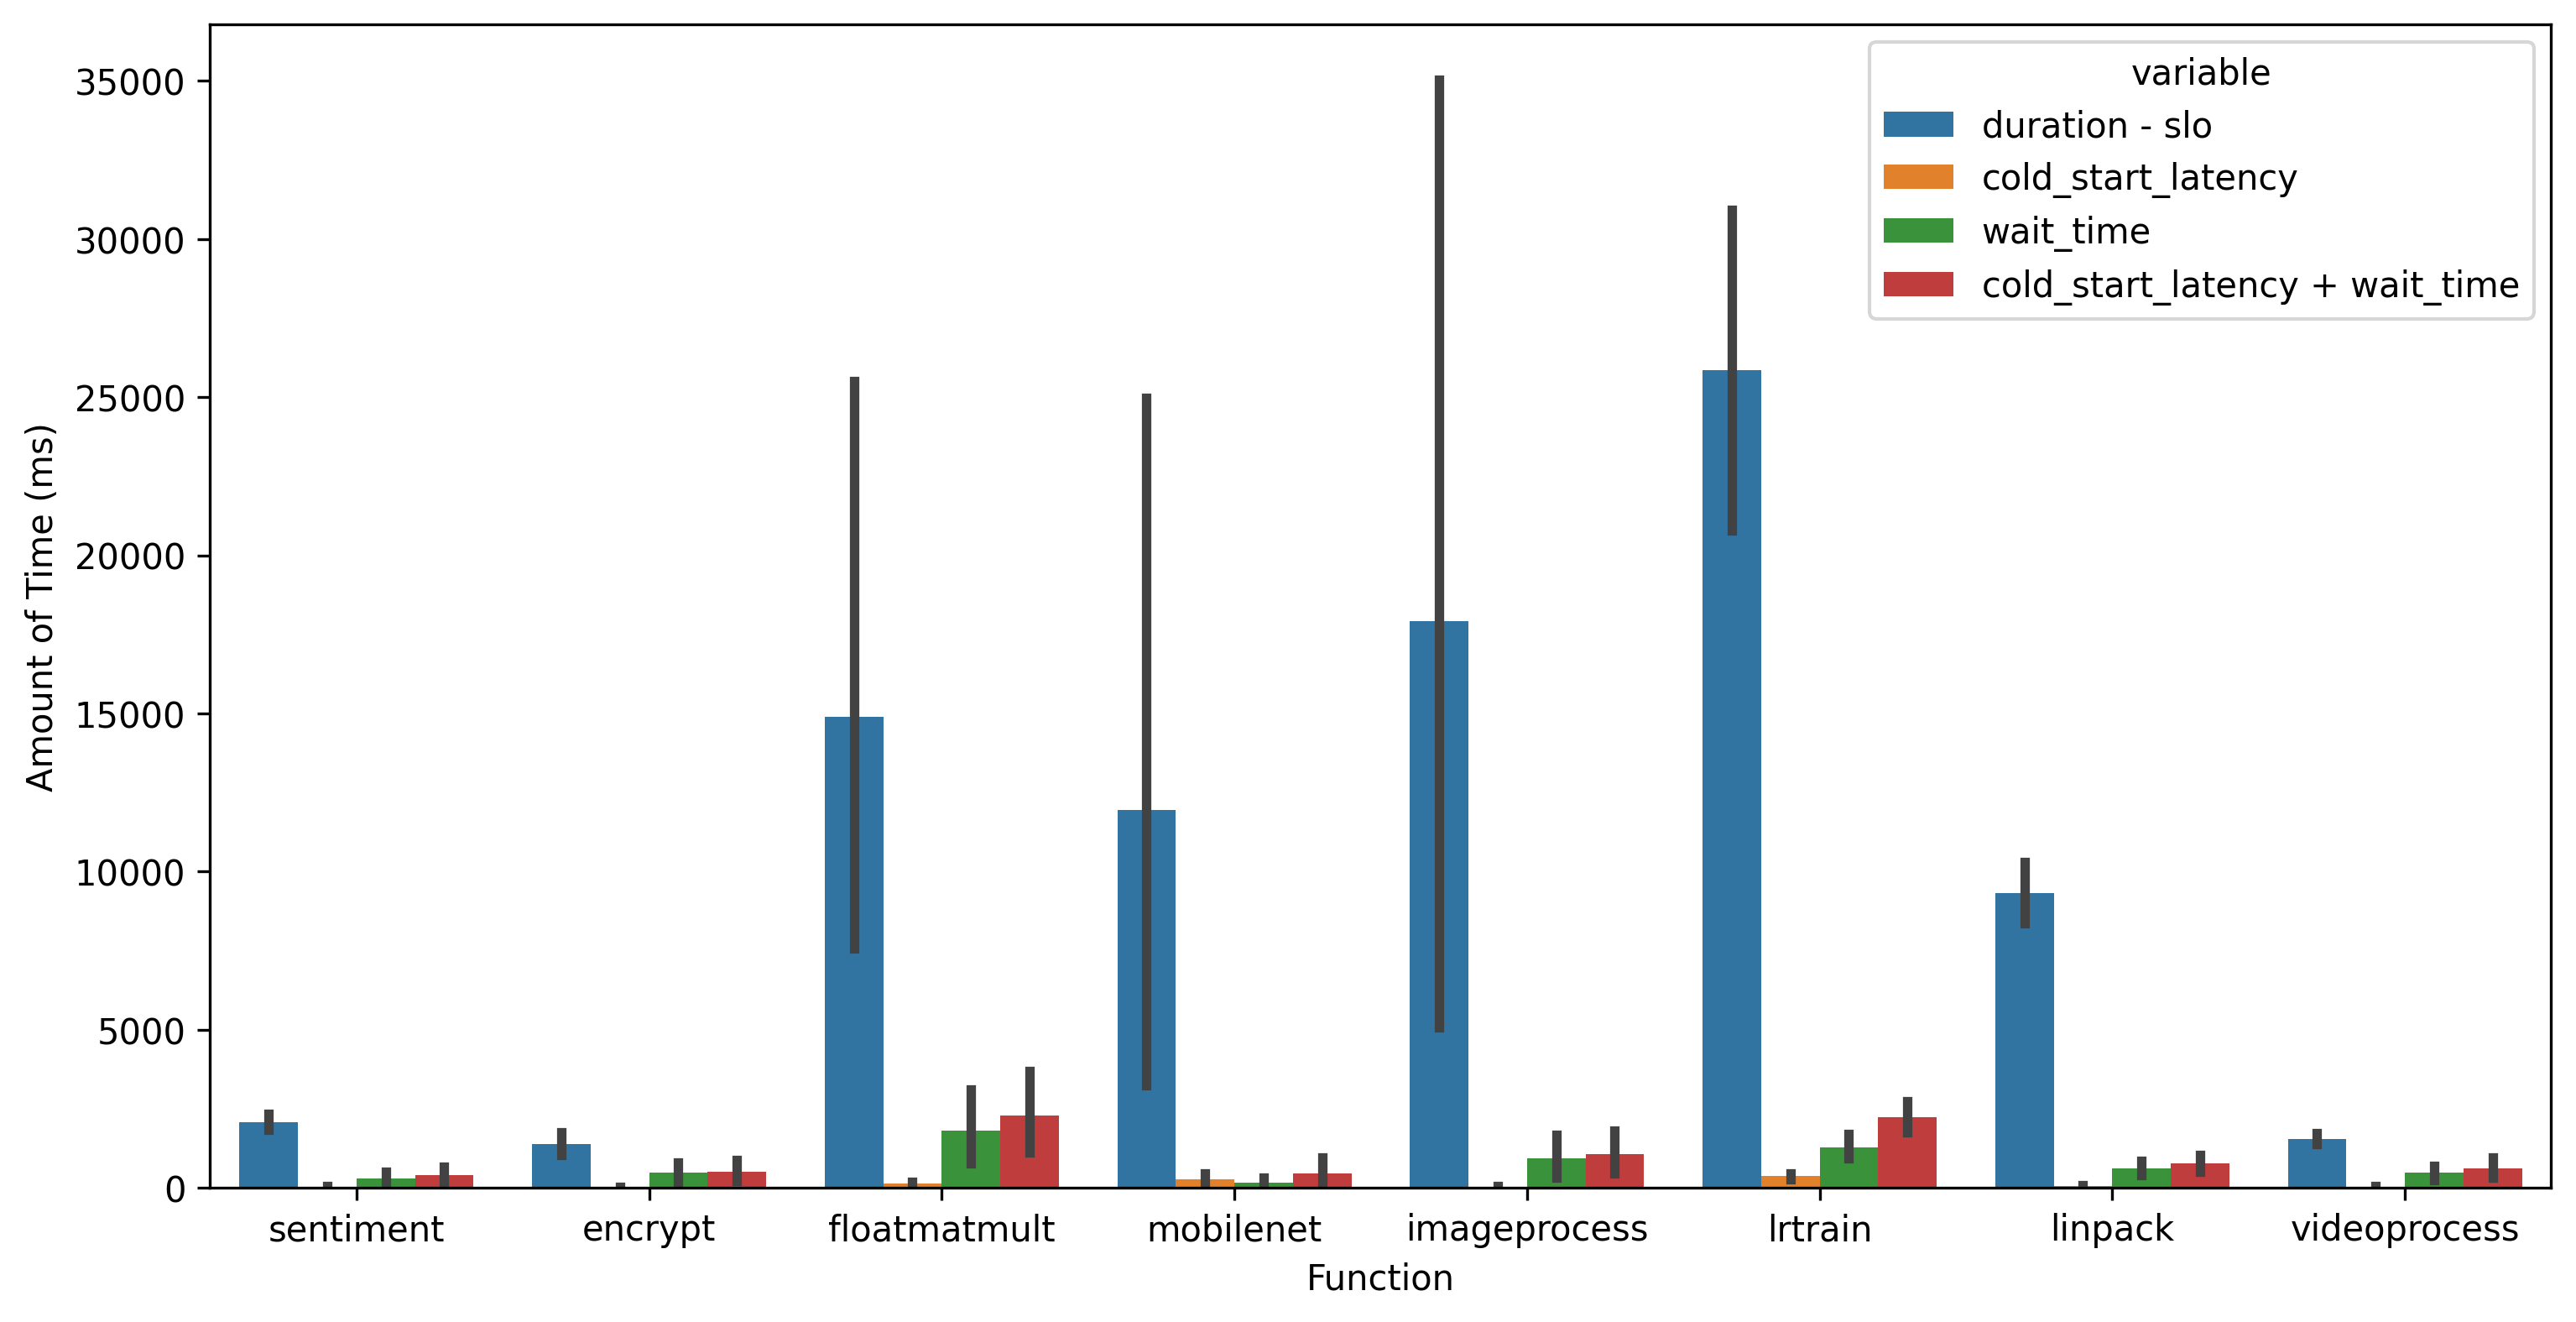 variable
duration - slo
cold_start_latency
wait_time
cold_start_latency + wait_time
35000
30000
25000
20000
15000
10000
5000
0
Amount of Time (ms)
sentiment encrypt floatmatmult mobilenet imageprocess lrtrain linpack videoprocess
Function